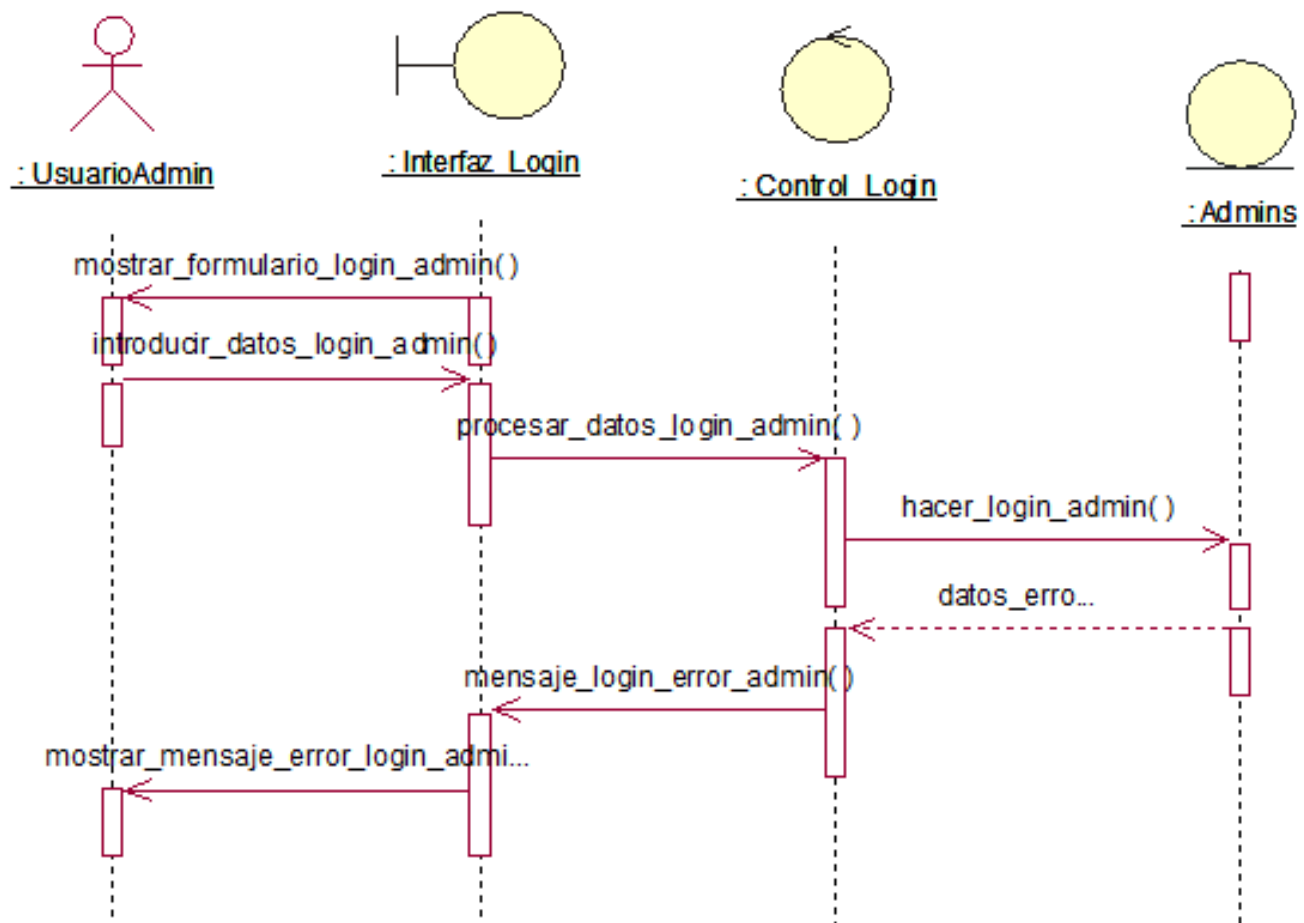 : UsuarioAdmin
: Interfaz_Login
: Control_Login
: Admins
mostrar_formulario_login_admin( )
introducir_datos_login_admin( )
procesar_datos_login_admin( )
hacer_login_admin( )
datos_erro...
mensaje_login_error_admin( )
mostrar_mensaje_error_login_admi...